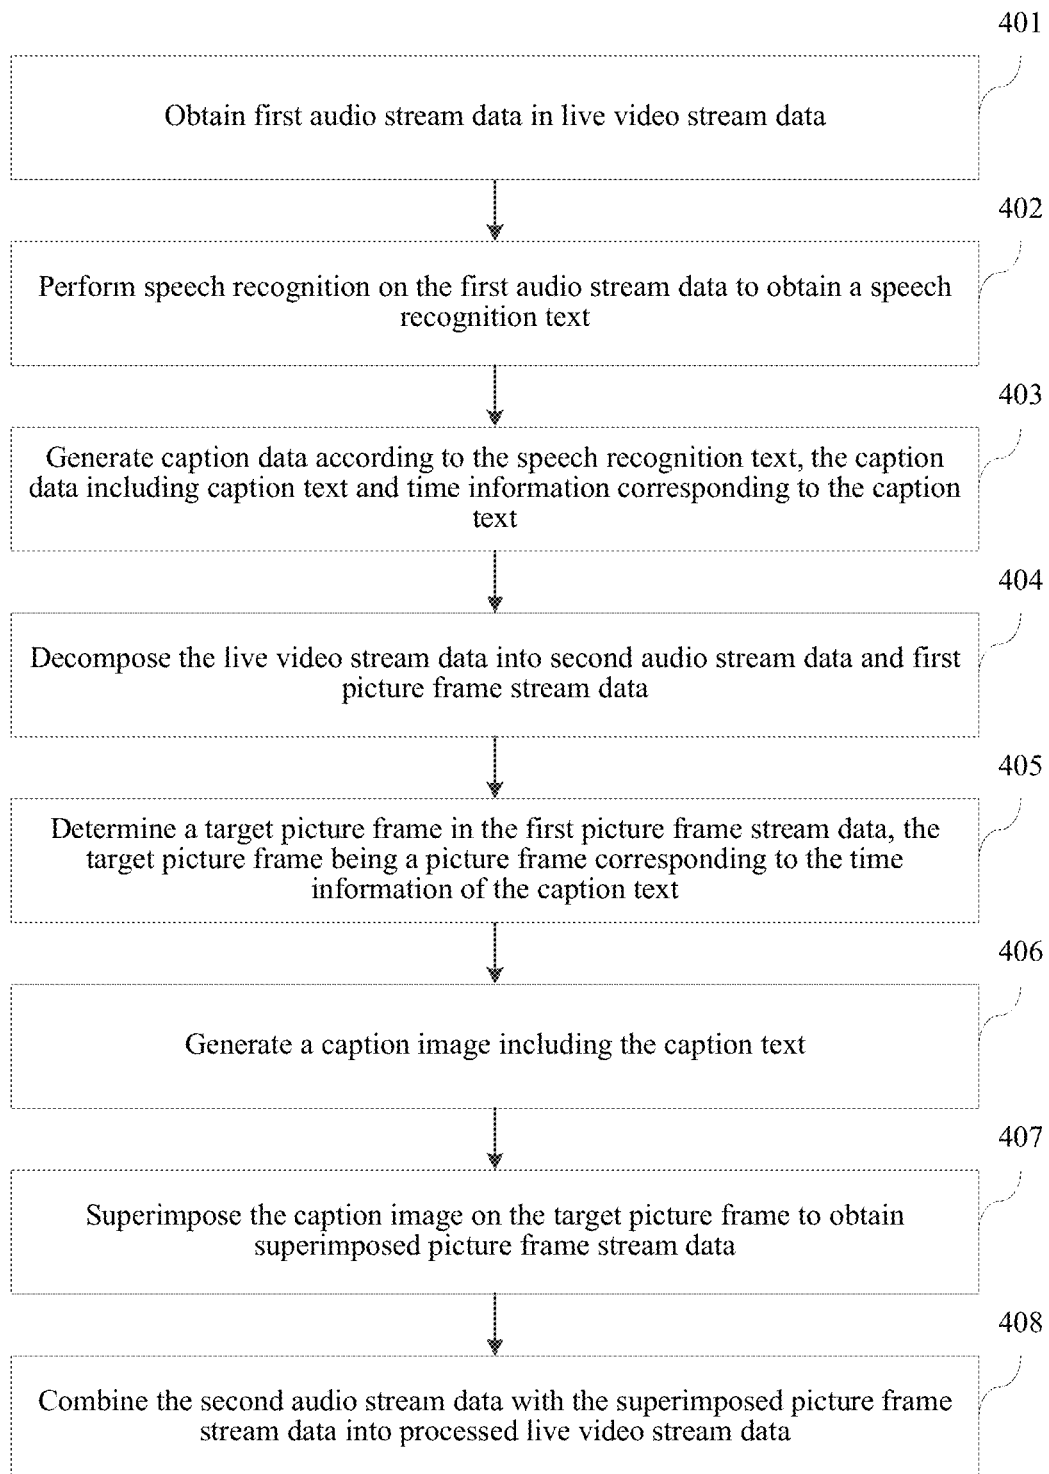 401
Obtain first audio stream data in live video stream data
402
Perform speech recognition on the first audio stream data to obtain a speech
recognition text
403
Generate caption data according to the speech recognition text, the caption
data including caption text and time information corresponding to the caption
text
404
Decompose the live video stream data into second audio stream data and first
picture frame stream data
405
Determine a target picture frame in the first picture frame stream data, the
target picture frame being a picture frame corresponding to the time
information of the caption text
406
Generate a caption image including the caption text
407
Superimpose the caption image on the target picture frame to obtain
superimposed picture frame stream data
408
Combine the second audio stream data with the superimposed picture frame
stream data into processed live video stream data